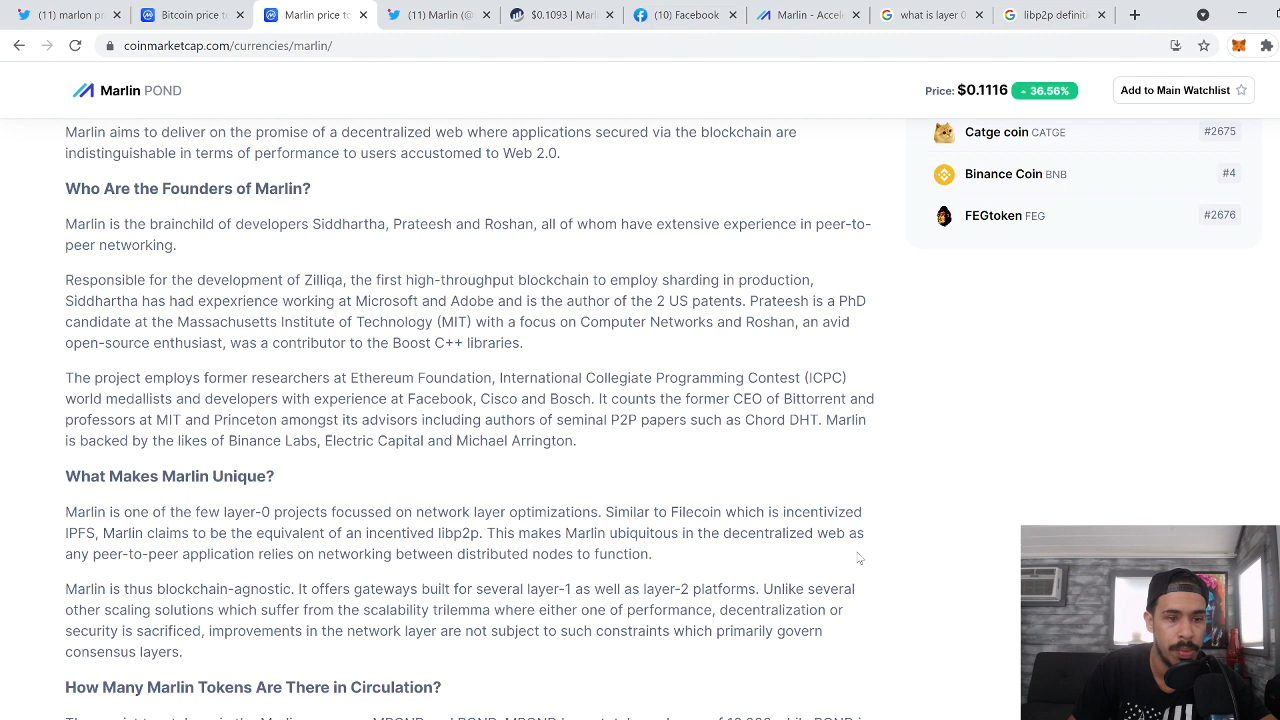 (11) marlin po
Bitcoin price to
Marlin price to
(11) Marlin (@
$0.1093 | Marl
(10) Facebook
Marlin - Accele
what is layer 0
libp2p definiti
coinmarketcap.com/currencies/marlin/
Marlin POND
Price: $0.1116 36.56%
Add to Main Watchlist
Marlin aims to deliver on the promise of a decentralized web where applications secured via the blockchain are
indistinguishable in terms of performance to users accustomed to Web 2.0.
Who Are the Founders of Marlin?
Marlin is the brainchild of developers Siddhartha, Prateesh and Roshan, all of whom have extensive experience in peer-to-
peer networking.
Responsible for the development of Zilliqa, the first high-throughput blockchain to employ sharding in production,
Siddhartha has had expexrience working at Microsoft and Adobe and is the author of the 2 US patents. Prateesh is a PhD
candidate at the Massachusetts Institute of Technology (MIT) with a focus on Computer Networks and Roshan, an avid
open-source enthusiast, was a contributor to the Boost C++ libraries.
The project employs former researchers at Ethereum Foundation, International Collegiate Programming Contest (ICPC)
world medallists and developers with experience at Facebook, Cisco and Bosch. It counts the former CEO of Bittorrent and
professors at MIT and Princeton amongst its advisors including authors of seminal P2P papers such as Chord DHT. Marlin
is backed by the likes of Binance Labs, Electric Capital and Michael Arrington.
What Makes Marlin Unique?
Marlin is one of the few layer-0 projects focussed on network layer optimizations. Similar to Filecoin which is incentivized
IPFS, Marlin claims to be the equivalent of an incentived libp2p. This makes Marlin ubiquitous in the decentralized web as
any peer-to-peer application relies on networking between distributed nodes to function.
Marlin is thus blockchain-agnostic. It offers gateways built for several layer-1 as well as layer-2 platforms. Unlike several
other scaling solutions which suffer from the scalability trilemma where either one of performance, decentralization or
security is sacrificed, improvements in the network layer are not subject to such constraints which primarily govern
consensus layers.
How Many Marlin Tokens Are There in Circulation?
Catge coin CATGE #2675
Binance Coin BNB #4
FEGtoken FEG #2676